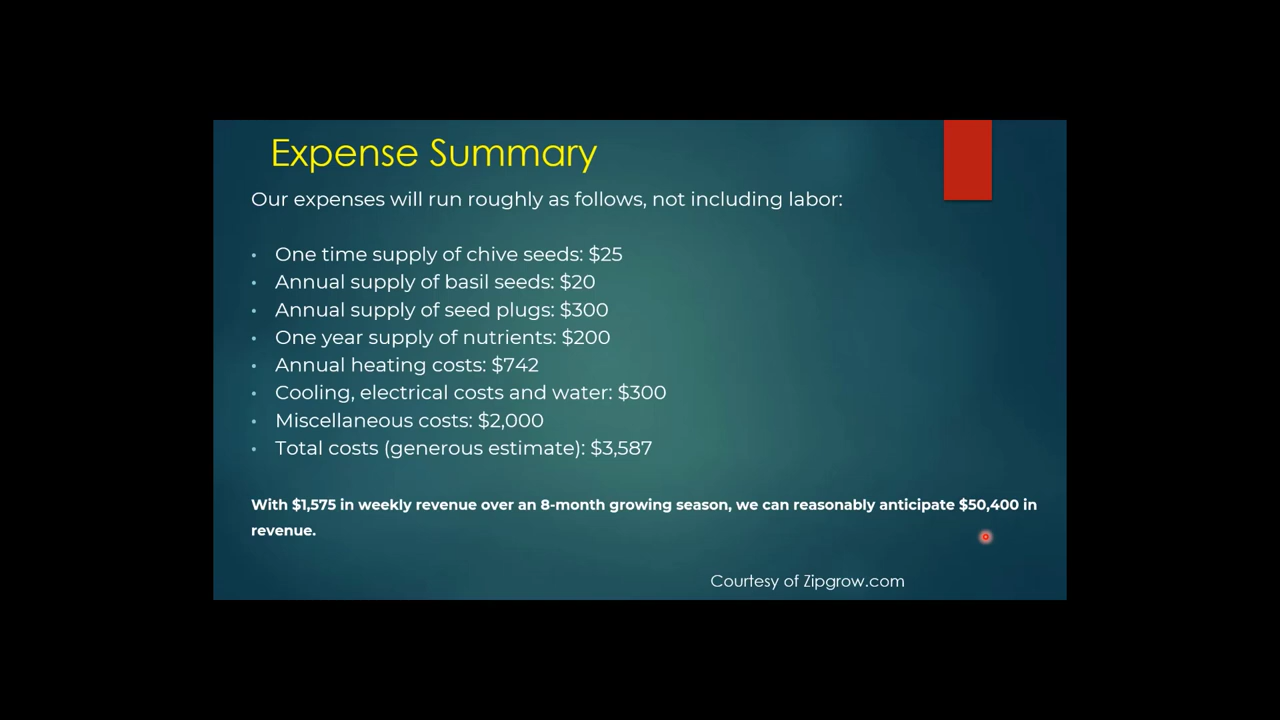 Expense Summary
Our expenses will run roughly as follows, not including labor:
• One time supply of chive seeds: $25
• Annual supply of basil seeds: $20
• Annual supply of seed plugs: $300
• One year supply of nutrients: $200
• Annual heating costs: $742
• Cooling, electrical costs and water: $300
• Miscellaneous costs: $2,000
• Total costs (generous estimate): $3,587
With $1,575 in weekly revenue over an 8-month growing season, we can reasonably anticipate $50,400 in
revenue.
Courtesy of Zipgrow.com